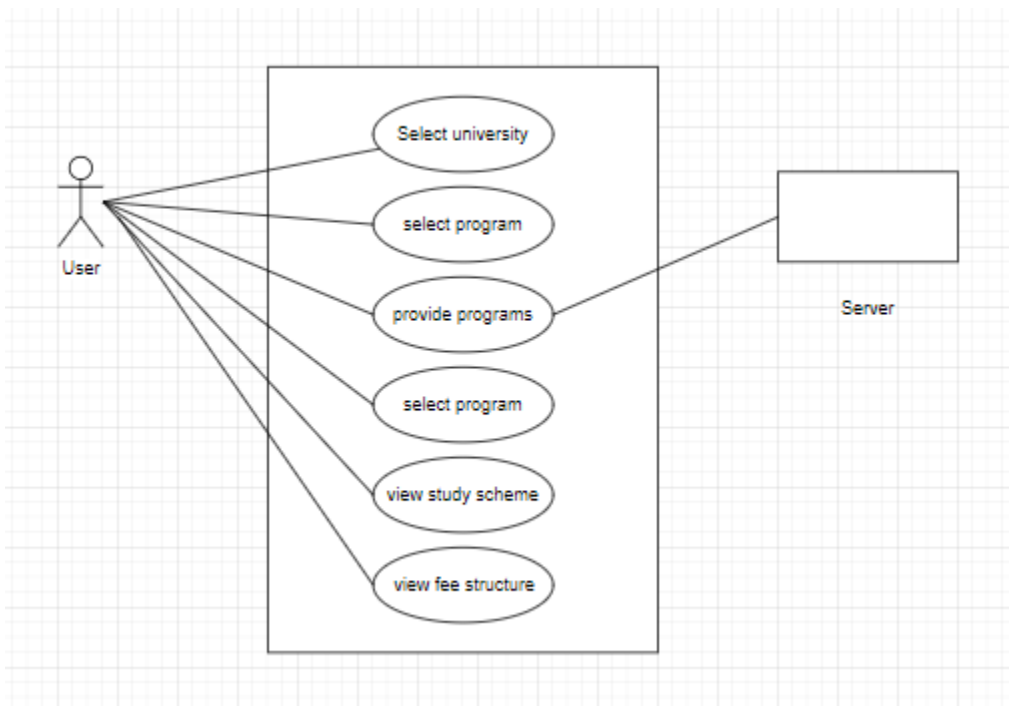 Select university
select program
User
provide programs
Server
select program
view study scheme
view fee structure